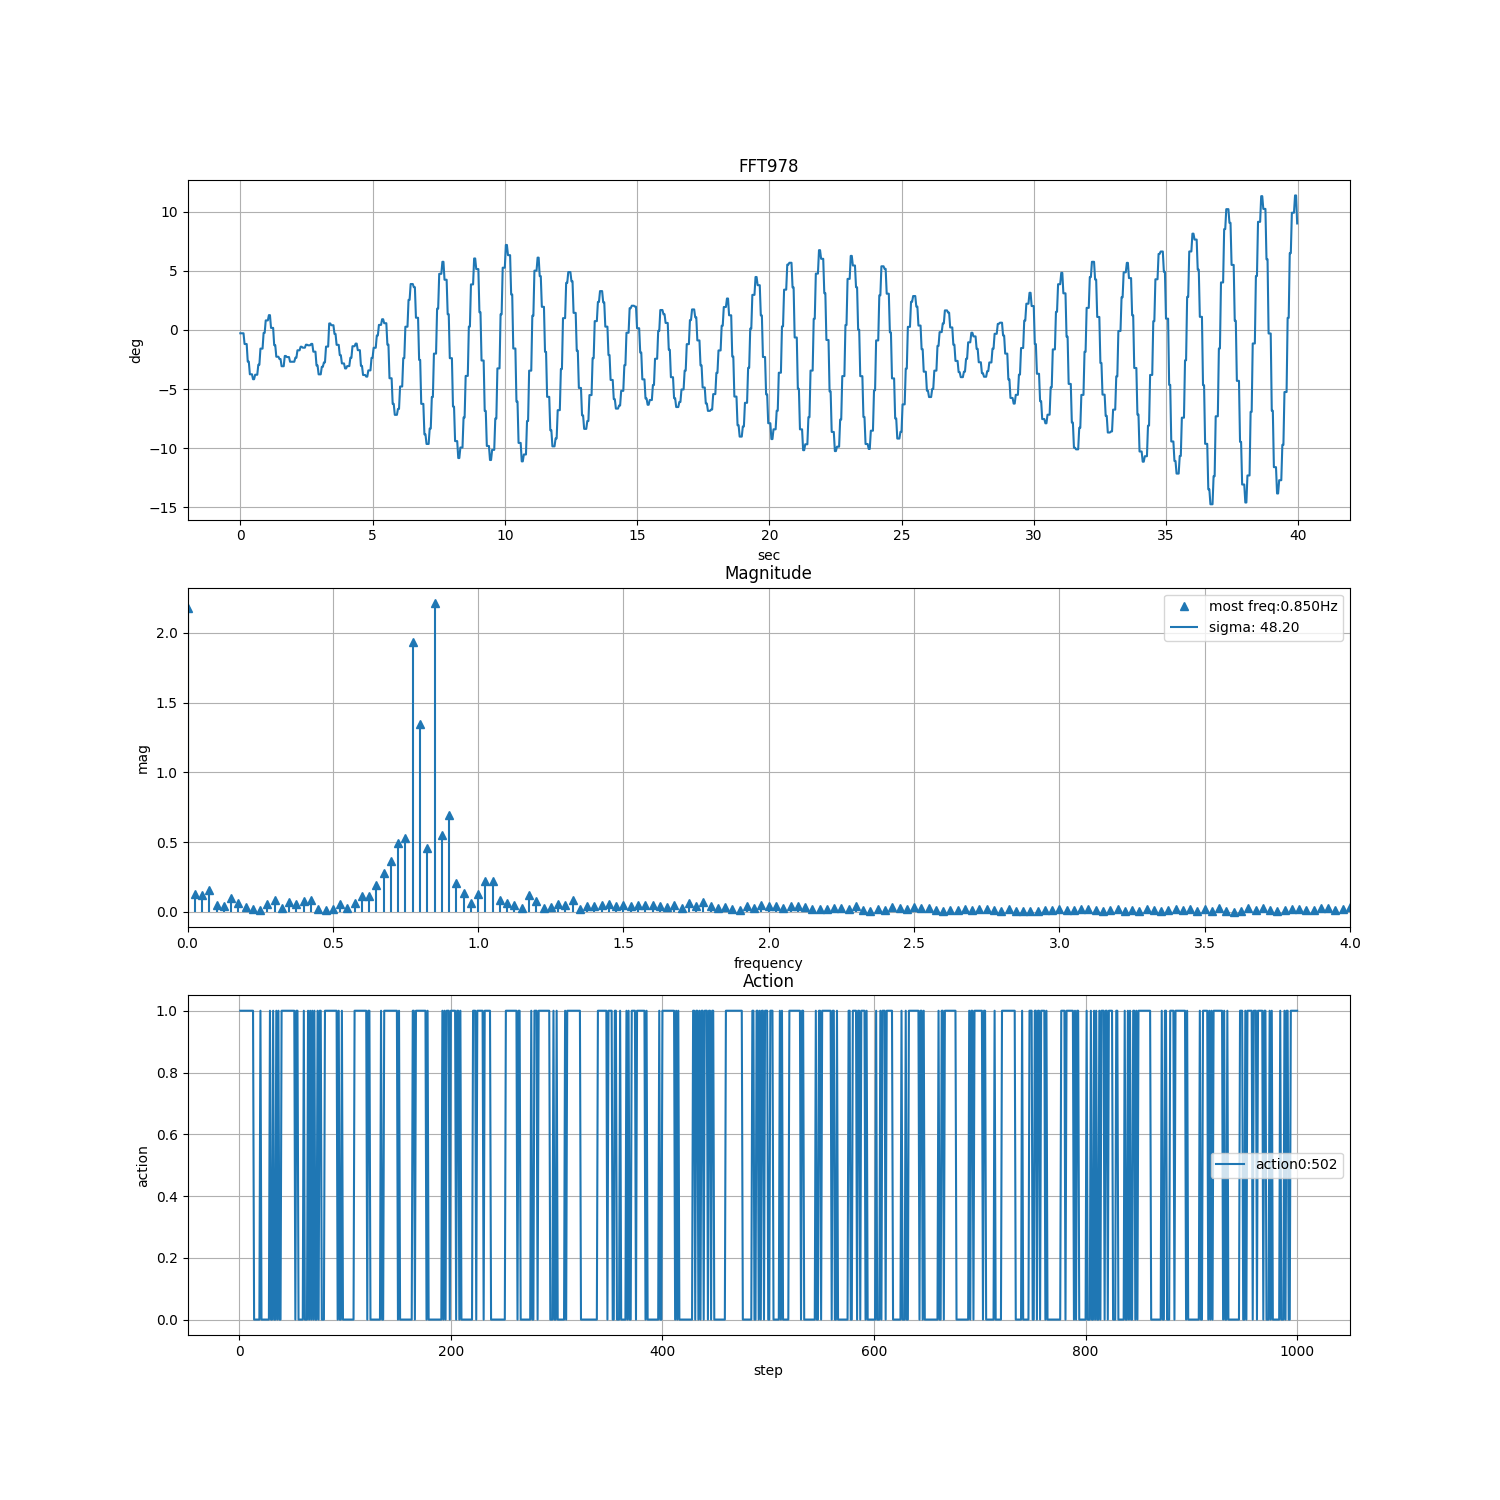 FFT978
10
5
0
−5
−10
−15
deg
0 5 10 15 20 25 30 35 40
sec
Magnitude
most freq:0.850Hz
sigma: 48.20
2.0
1.5
1.0
0.5
0.0
mag
0.0 0.5 1.0 1.5 2.0 2.5 3.0 3.5 4.0
frequency
Action
1.0
0.8
0.6
0.4
0.2
0.0
action
action0:502
0 200 400 600 800 1000
step